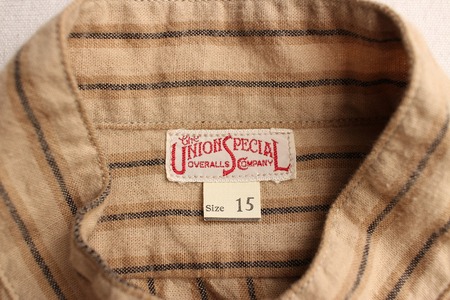 The
UNION SPECIAL
OVERALLS COMPANY
Size 15